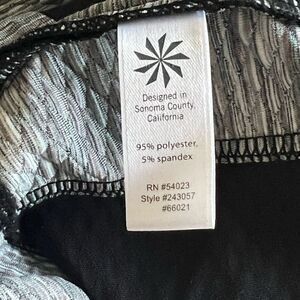 Designed in
Sonoma County,
California
95% polyester,
5% spandex
RN #54023
Style #243057
#66021